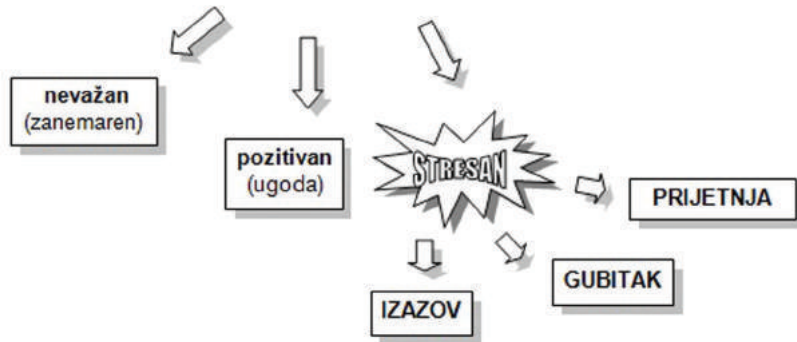 nevažan
(zanemaren)
pozitivan
(ugoda)
STRESAN
PRIJETNJA
GUBITAK
IZAZOV